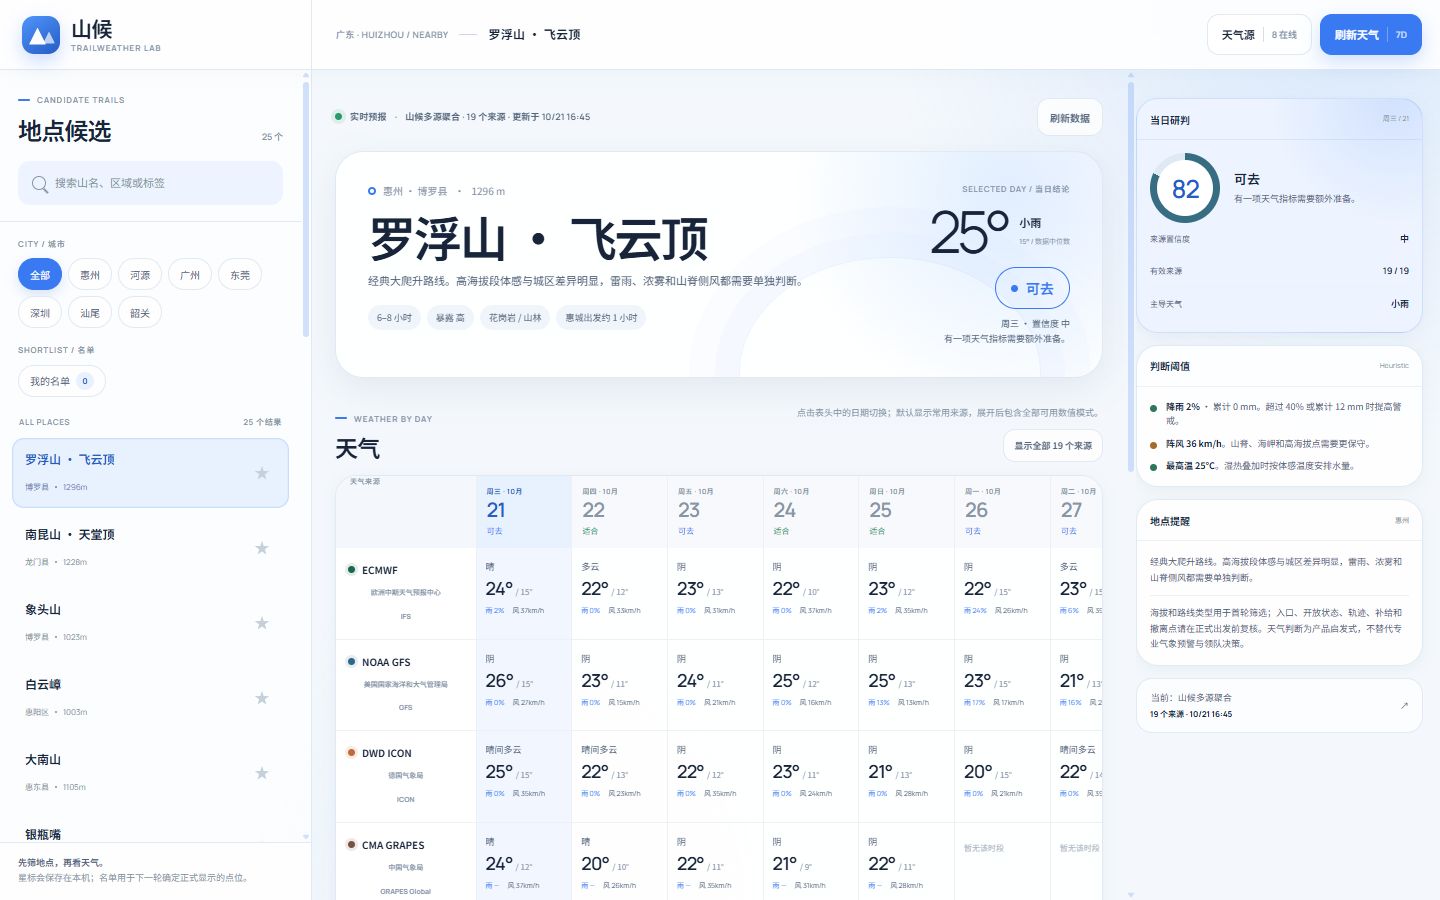 山候
TRAILWEATHER LAB
广东 · HUIZHOU / NEARBY
罗浮山 • 飞云顶
天气源 8 在线
刷新天气 7D
CANDIDATE TRAILS
地点候选
25 个
搜索山名、区域或标签
CITY / 城市
全部
惠州
河源
广州
东莞
深圳
汕尾
韶关
SHORTLIST / 名单
我的名单 0
ALL PLACES
25 个结果
罗浮山 • 飞云顶
博罗县 • 1296m
南昆山 • 天堂顶
龙门县 • 1228m
象头山
博罗县 • 1023m
白云嶂
惠阳区 • 1003m
大南山
惠东县 • 1105m
银瓶嘴
先筛地点，再看天气。
星标会保存在本机；名单用于下一轮确定正式显示的点位。
实时预报 · 山候多源聚合 · 19 个来源 · 更新于 10/21 16:45
刷新数据
惠州 • 博罗县 • 1296 m
罗浮山 • 飞云顶
经典大爬升路线。高海拔段体感与城区差异明显，雷雨、浓雾和山脊侧风都需要单独判断。
6–8 小时
暴露 高
花岗岩 / 山林
惠城出发约 1 小时
SELECTED DAY / 当日结论
25°
小雨
15° / 数据中位数
可去
周三 • 置信度 中
有一项天气指标需要额外准备。
WEATHER BY DAY
天气
点击表头中的日期切换；默认显示常用来源，展开后包含全部可用数值模式。
显示全部 19 个来源
天气来源
周三 · 10月
21
可去
周四 · 10月
22
适合
周五 · 10月
23
可去
周六 · 10月
24
适合
周日 · 10月
25
适合
周一 · 10月
26
可去
周二 · 10月
27
可去
ECMWF
欧洲中期天气预报中心
IFS
晴
24° / 15°
雨 2% 风 37km/h
多云
22° / 12°
雨 0% 风 33km/h
阴
23° / 13°
雨 0% 风 31km/h
阴
22° / 10°
雨 0% 风 37km/h
阴
23° / 12°
雨 2% 风 35km/h
阴
22° / 15°
雨 24% 风 26km/h
多云
23° / 15
雨 6% 风 39
NOAA GFS
美国国家海洋和大气管理局
GFS
阴
26° / 15°
雨 0% 风 27km/h
阴
23° / 11°
雨 0% 风 15km/h
阴
24° / 11°
雨 0% 风 21km/h
阴
25° / 12°
雨 0% 风 16km/h
阴
25° / 13°
雨 13% 风 13km/h
阴
23° / 15°
雨 17% 风 17km/h
阴
21° / 13
雨 16% 风 2
DWD ICON
德国气象局
ICON
晴间多云
25° / 15°
雨 0% 风 35km/h
晴间多云
22° / 13°
雨 0% 风 23km/h
阴
22° / 12°
雨 0% 风 35km/h
阴
23° / 11°
雨 0% 风 24km/h
阴
21° / 13°
雨 0% 风 28km/h
阴
20° / 15°
雨 0% 风 21km/h
晴间多云
22° / 14
雨 0% 风 39
CMA GRAPES
中国气象局
GRAPES Global
晴
24° / 12°
雨 — 风 37km/h
晴
20° / 10°
雨 — 风 26km/h
阴
22° / 11°
雨 — 风 35km/h
阴
21° / 9°
雨 — 风 31km/h
阴
22° / 11°
雨 — 风 28km/h
暂无该时段
暂无该时段
当日研判
周三 / 21
82
可去
有一项天气指标需要额外准备。
来源置信度 中
有效来源 19 / 19
主导天气 小雨
判断阈值
Heuristic
降雨 2% • 累计 0 mm。超过 40% 或累计 12 mm 时提高警
戒。
阵风 36 km/h。山脊、海岬和高海拔点需要更保守。
最高温 25°C。湿热叠加时按体感温度安排水量。
地点提醒
惠州
经典大爬升路线。高海拔段体感与城区差异明显，雷雨、浓雾和
山脊侧风都需要单独判断。
海拔和路线类型用于首轮筛选；入口、开放状态、轨迹、补给和
撤离点请在正式出发前复核。天气判断为产品启发式，不替代专
业气象预警与领队决策。
当前：山候多源聚合
19 个来源 · 10/21 16:45
↗